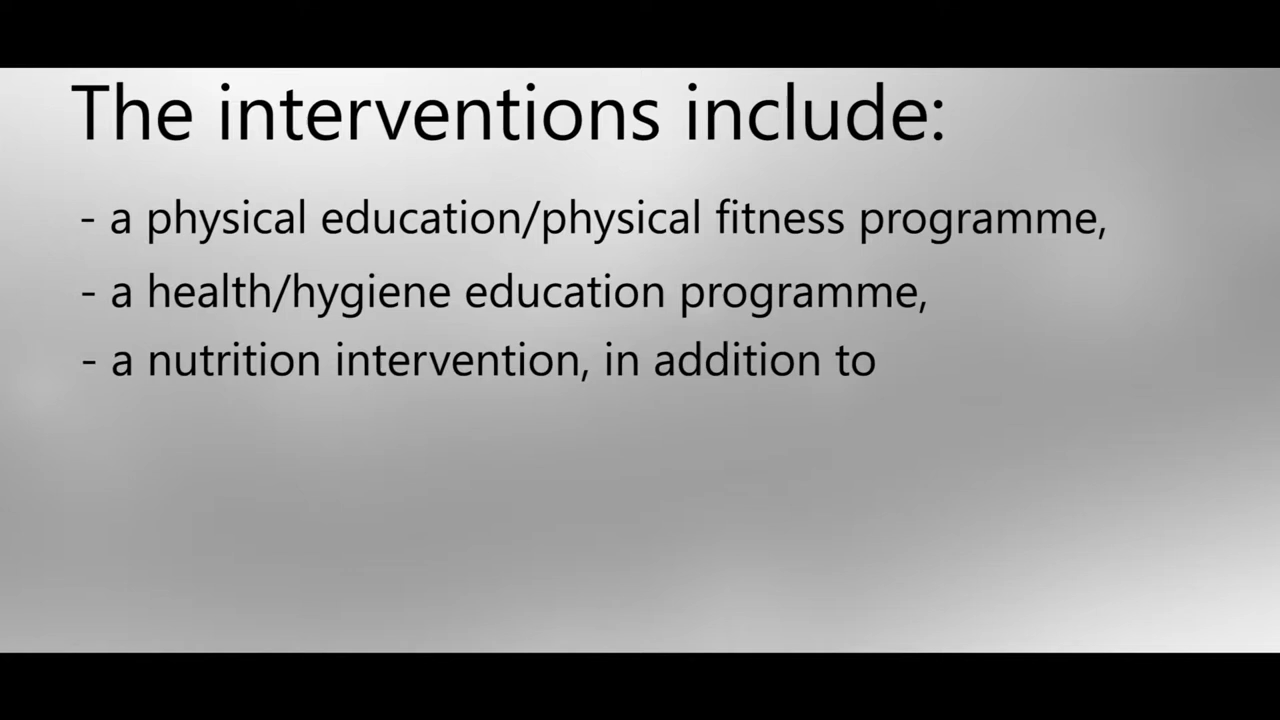 The interventions include:
- a physical education/physical fitness programme,
- a health/hygiene education programme,
- a nutrition intervention, in addition to